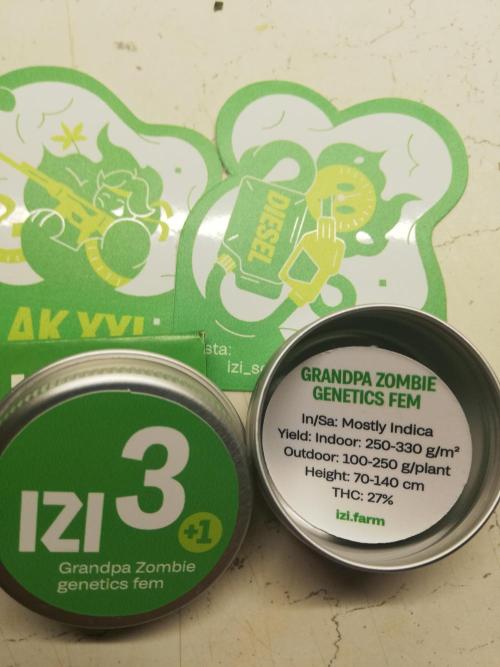 AK XXL
DIESEL
sta:
izi_se
IZI 3
+1
Grandpa Zombie
genetics fem
GRANDPA ZOMBIE
GENETICS FEM
In/Sa: Mostly Indica
Yield: Indoor: 250-330 g/m²
Outdoor: 100-250 g/plant
Height: 70-140 cm
THC: 27%
izi.farm